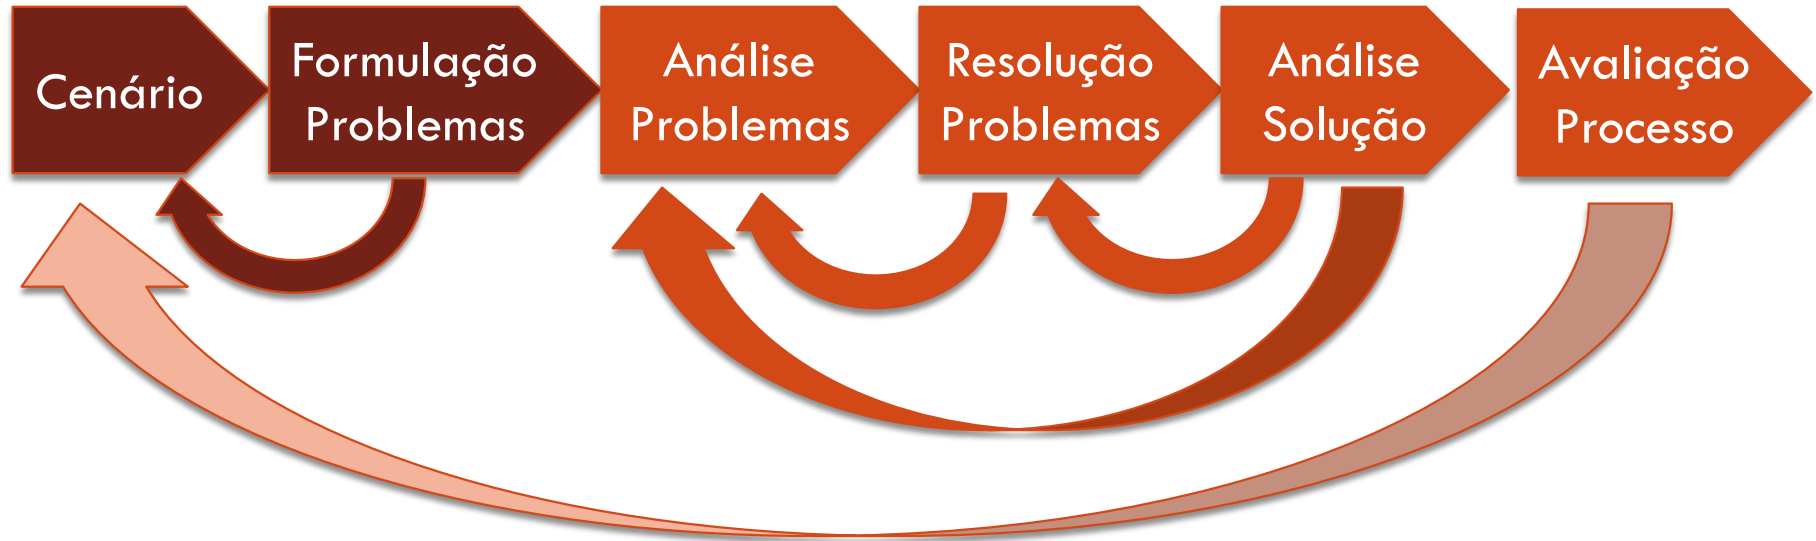 Cenário
Formulação
Problemas
Análise
Problemas
Resolução
Problemas
Análise
Solução
Avaliação
Processo